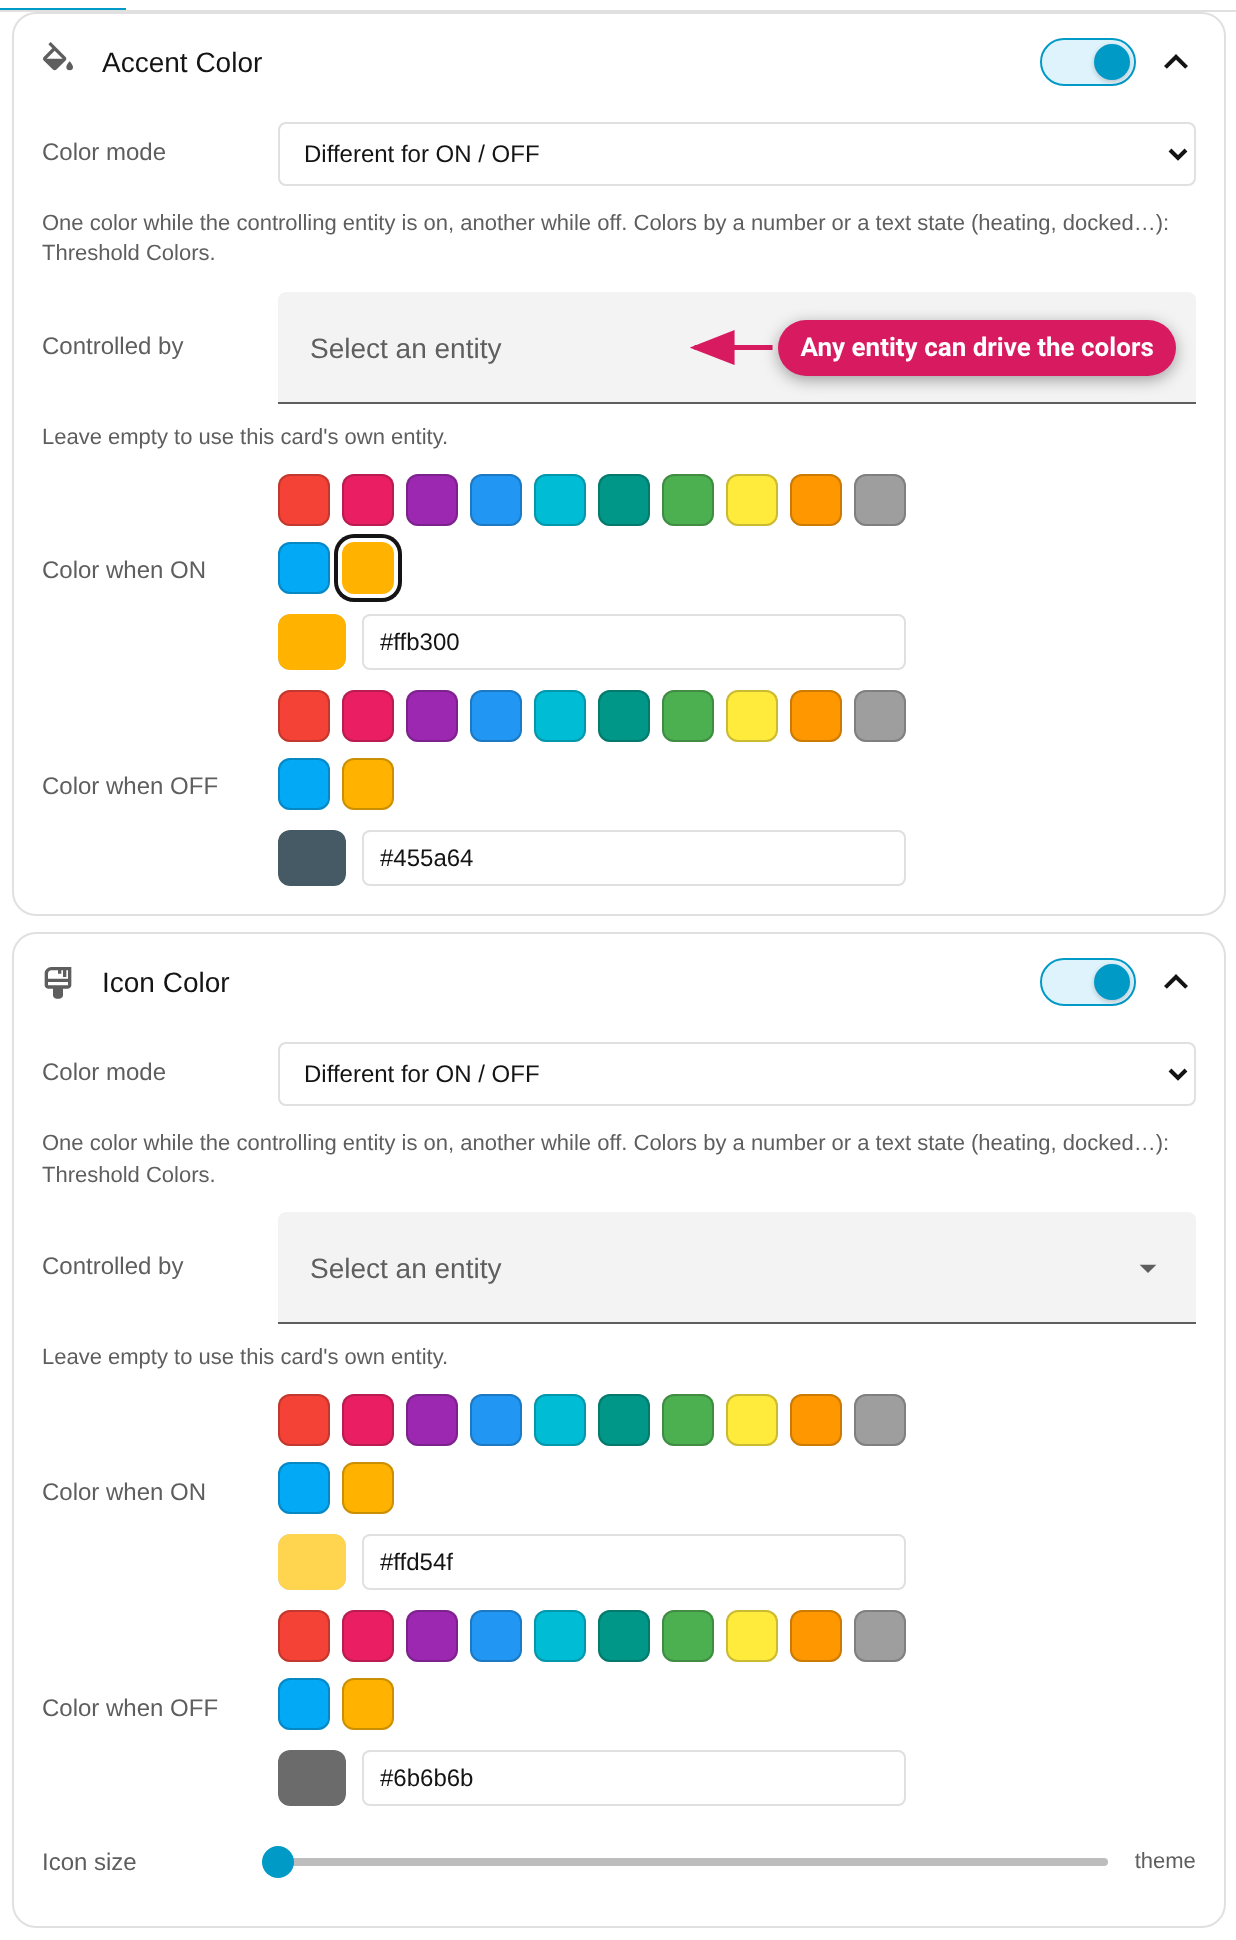 Accent Color
Color mode
Different for ON / OFF
One color while the controlling entity is on, another while off. Colors by a number or a text state (heating, docked…):
Threshold Colors.
Controlled by
Select an entity
Any entity can drive the colors
Leave empty to use this card's own entity.
Color when ON
#ffb300
Color when OFF
#455a64
Icon Color
Color mode
Different for ON / OFF
One color while the controlling entity is on, another while off. Colors by a number or a text state (heating, docked…):
Threshold Colors.
Controlled by
Select an entity
Leave empty to use this card's own entity.
Color when ON
#ffd54f
Color when OFF
#6b6b6b
Icon size
theme